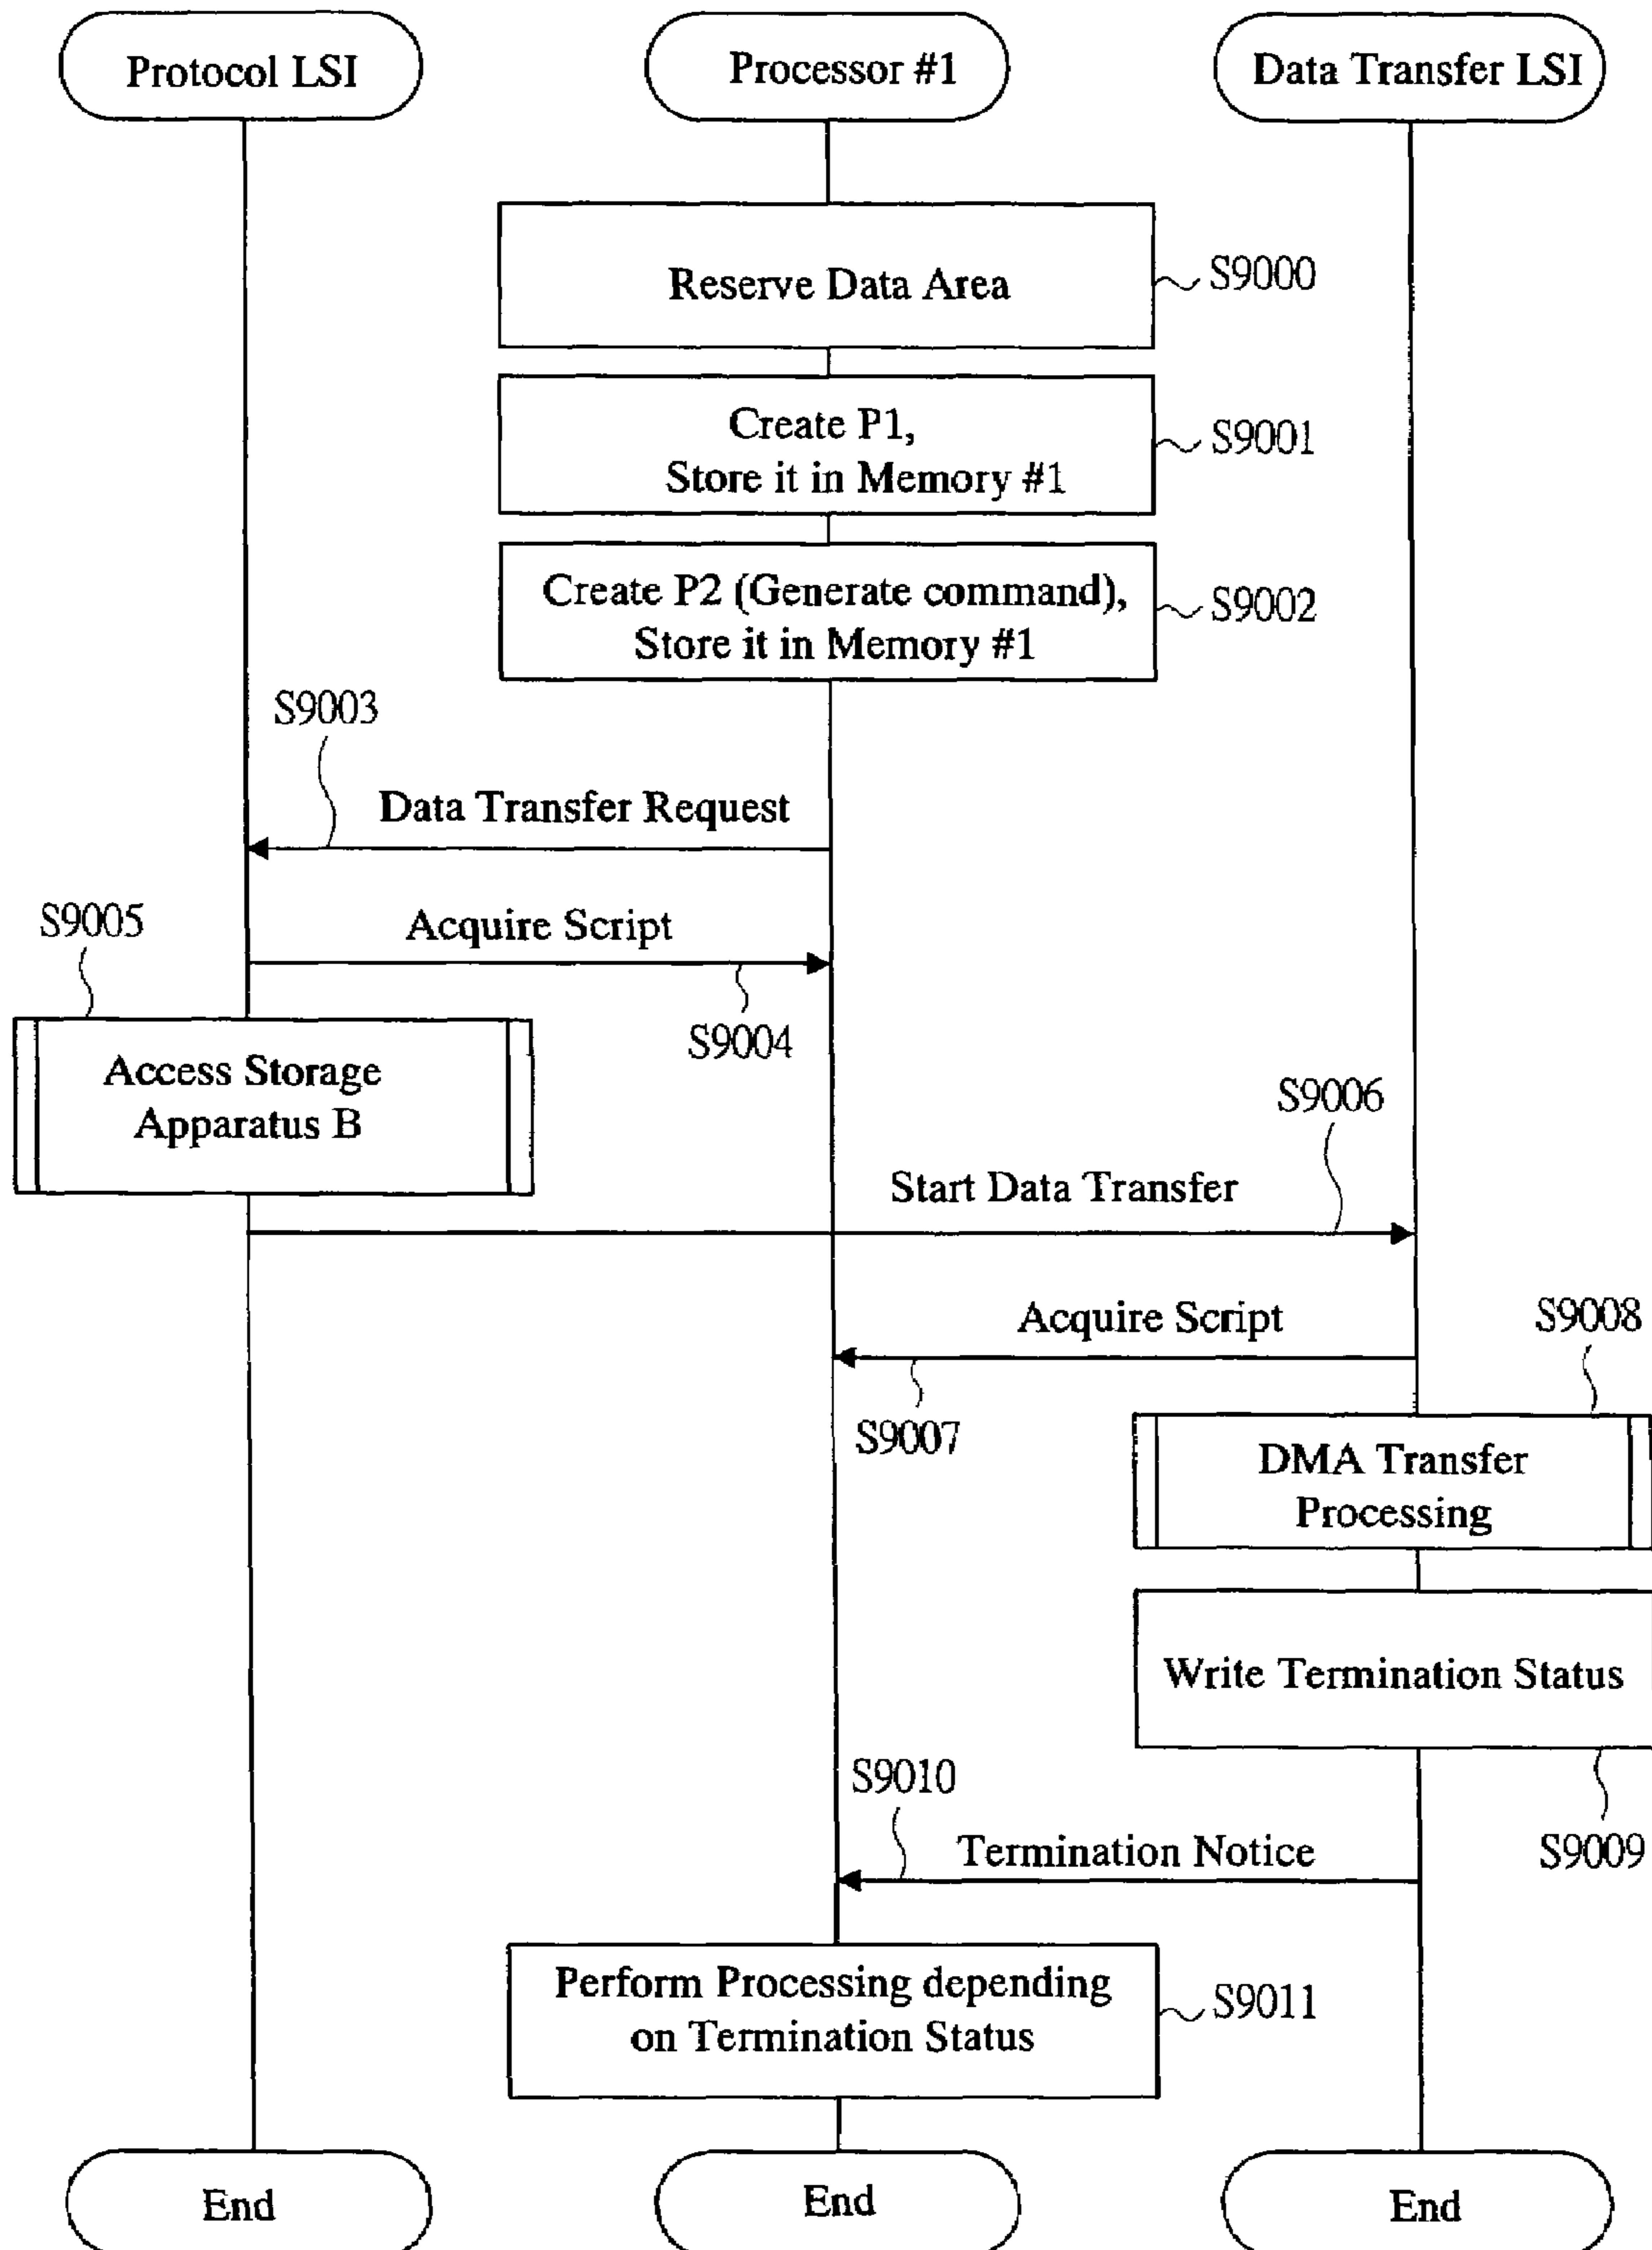 Protocol LSI
Processor #1
Data Transfer LSI
Reserve Data Area
S9000
Create P1,
Store it in Memory #1
S9001
Create P2 (Generate command),
Store it in Memory #1
S9002
S9003
Data Transfer Request
S9005
Acquire Script
S9004
Access Storage
Apparatus B
S9006
Start Data Transfer
Acquire Script
S9008
S9007
DMA Transfer
Processing
Write Termination Status
S9010
Termination Notice
S9009
Perform Processing depending
on Termination Status
S9011
End
End
End